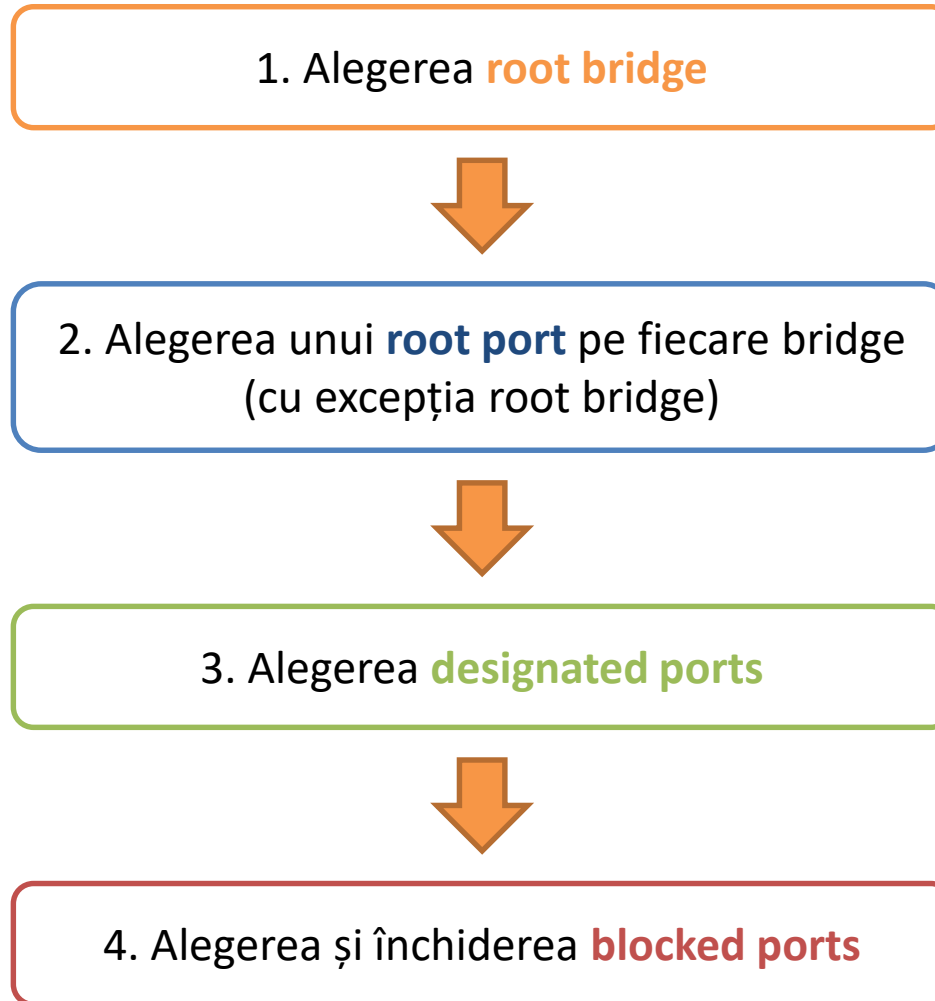 1. Alegerea root bridge
2. Alegerea unui root port pe fiecare bridge
(cu excepția root bridge)
3. Alegerea designated ports
4. Alegerea și închiderea blocked ports